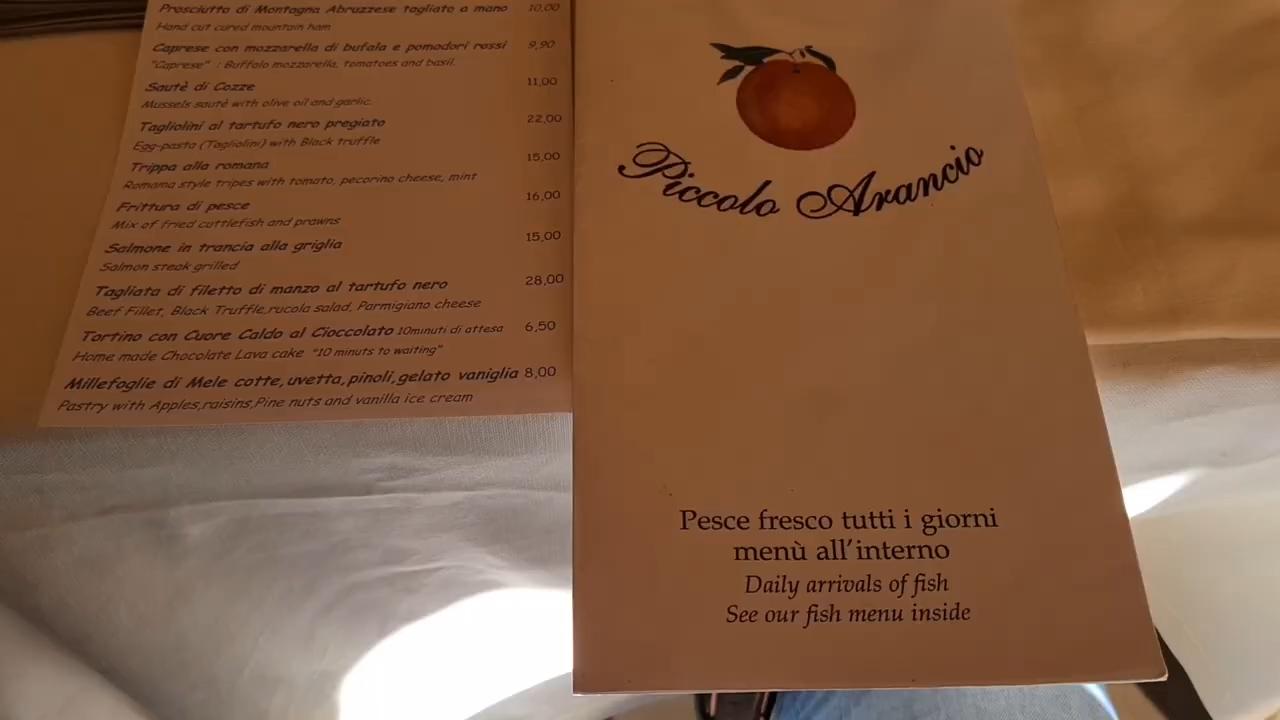 Prosciutto di Montagna Abruzzese tagliato a mano 10,00
Hand cut cured mountain ham
Caprese con mozzarella di bufala e pomodori rossi 9,90
"Caprese" : Buffalo mozzarella, tomatoes and basil.
Sautè di Cozze 11,00
Mussels sautè with olive oil and garlic.
Tagliolini al tartufo nero pregiato 22,00
Egg-pasta (Tagliolini) with Black truffle
Trippa alla romana 15,00
Romama style tripes with tomato, pecorino cheese, mint
Frittura di pesce 16,00
Mix of fried cuttlefish and prawns
Salmone in trancia alla griglia 15,00
Salmon steak grilled
Tagliata di filetto di manzo al tartufo nero 28,00
Beef Fillet, Black Truffle,rucola salad, Parmigiano cheese
Tortino con Cuore Caldo al Cioccolato 10minuti di attesa 6,50
Home made Chocolate Lava cake "10 minuts to waiting"
Millefoglie di Mele cotte,uvetta,pinoli,gelato vaniglia 8,00
Pastry with Apples,raisins,Pine nuts and vanilla ice cream
Piccolo Arancio
Pesce fresco tutti i giorni
menù all'interno
Daily arrivals of fish
See our fish menu inside